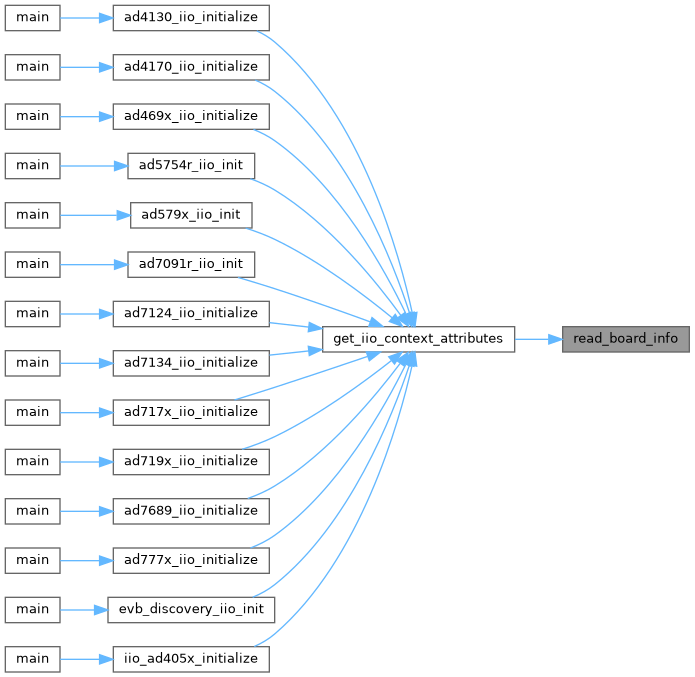 main
ad4130_iio_initialize
main
ad4170_iio_initialize
main
ad469x_iio_initialize
main
ad5754r_iio_init
main
ad579x_iio_init
main
ad7091r_iio_init
main
ad7124_iio_initialize
get_iio_context_attributes
read_board_info
main
ad7134_iio_initialize
main
ad717x_iio_initialize
main
ad719x_iio_initialize
main
ad7689_iio_initialize
main
ad777x_iio_initialize
main
evb_discovery_iio_init
main
iio_ad405x_initialize